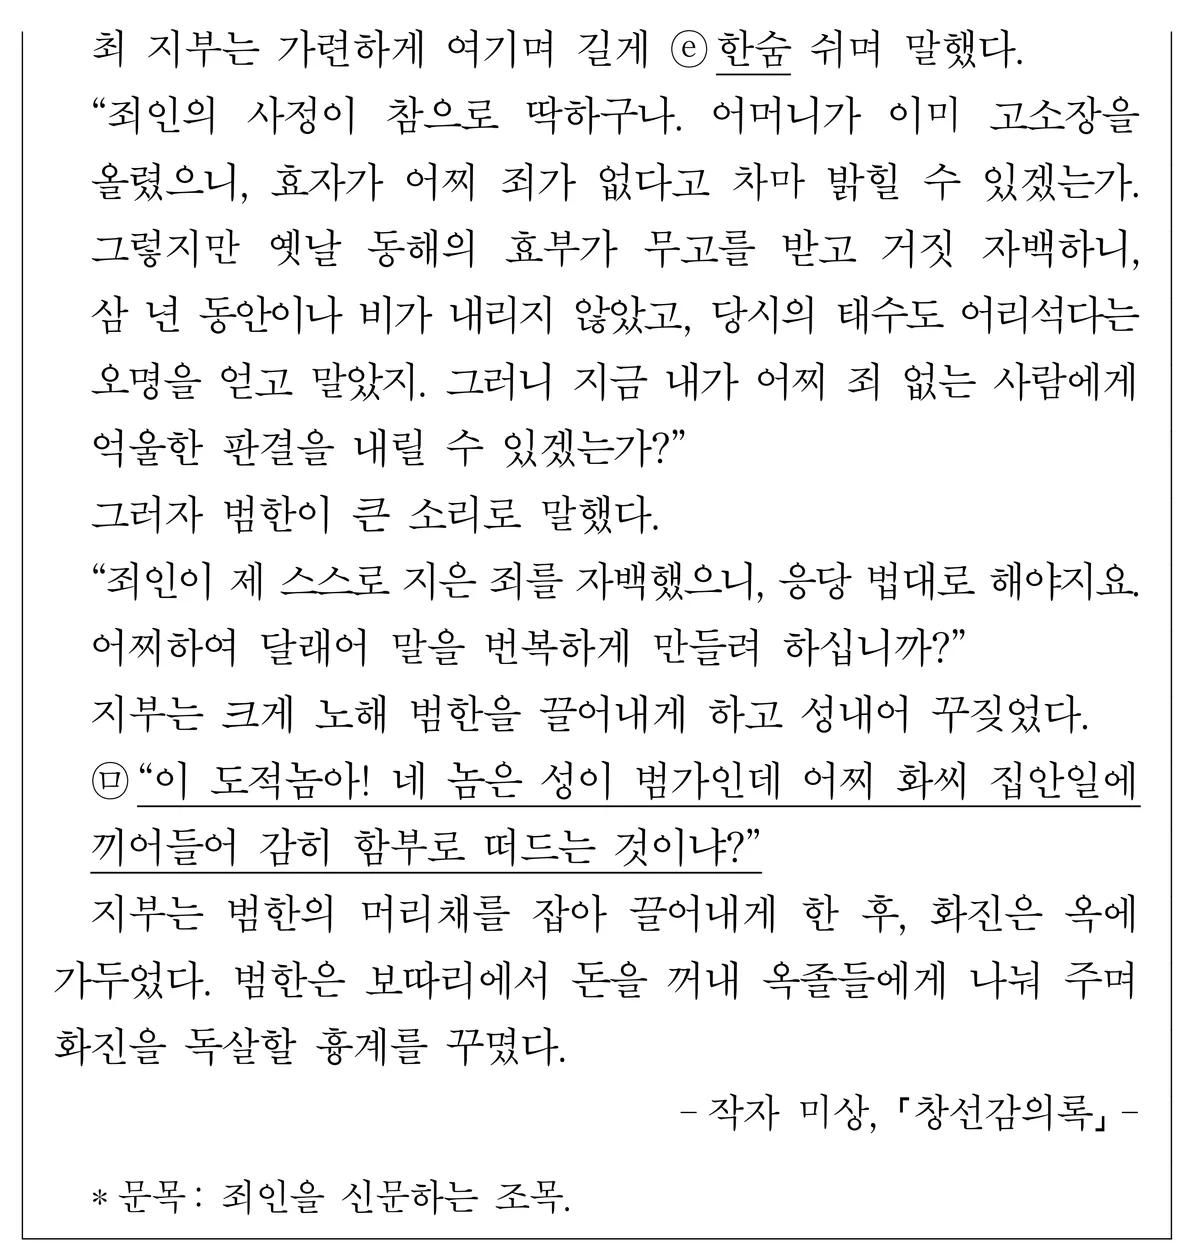 최 지부는 가련하게 여기며 길게 ⓔ한숨 쉬며 말했다.
“죄인의 사정이 참으로 딱하구나. 어머니가 이미 고소장을
올렸으니, 효자가 어찌 죄가 없다고 차마 밝힐 수 있겠는가.
그렇지만 옛날 동해의 효부가 무고를 받고 거짓 자백하니,
삼 년 동안이나 비가 내리지 않았고, 당시의 태수도 어리석다는
오명을 얻고 말았지. 그러니 지금 내가 어찌 죄 없는 사람에게
억울한 판결을 내릴 수 있겠는가?”
그러자 범한이 큰 소리로 말했다.
“죄인이 제 스스로 지은 죄를 자백했으니, 응당 법대로 해야지요.
어찌하여 달래어 말을 번복하게 만들려 하십니까?”
지부는 크게 노해 범한을 끌어내게 하고 성내어 꾸짖었다.
㉤“이 도적놈아! 네 놈은 성이 범가인데 어찌 화씨 집안일에
끼어들어 감히 함부로 떠드는 것이냐?”
지부는 범한의 머리채를 잡아 끌어내게 한 후, 화진은 옥에
가두었다. 범한은 보따리에서 돈을 꺼내 옥졸들에게 나눠 주며
화진을 독살할 흉계를 꾸몄다.
- 작자 미상, 「창선감의록」 -
* 문목 : 죄인을 신문하는 조목.